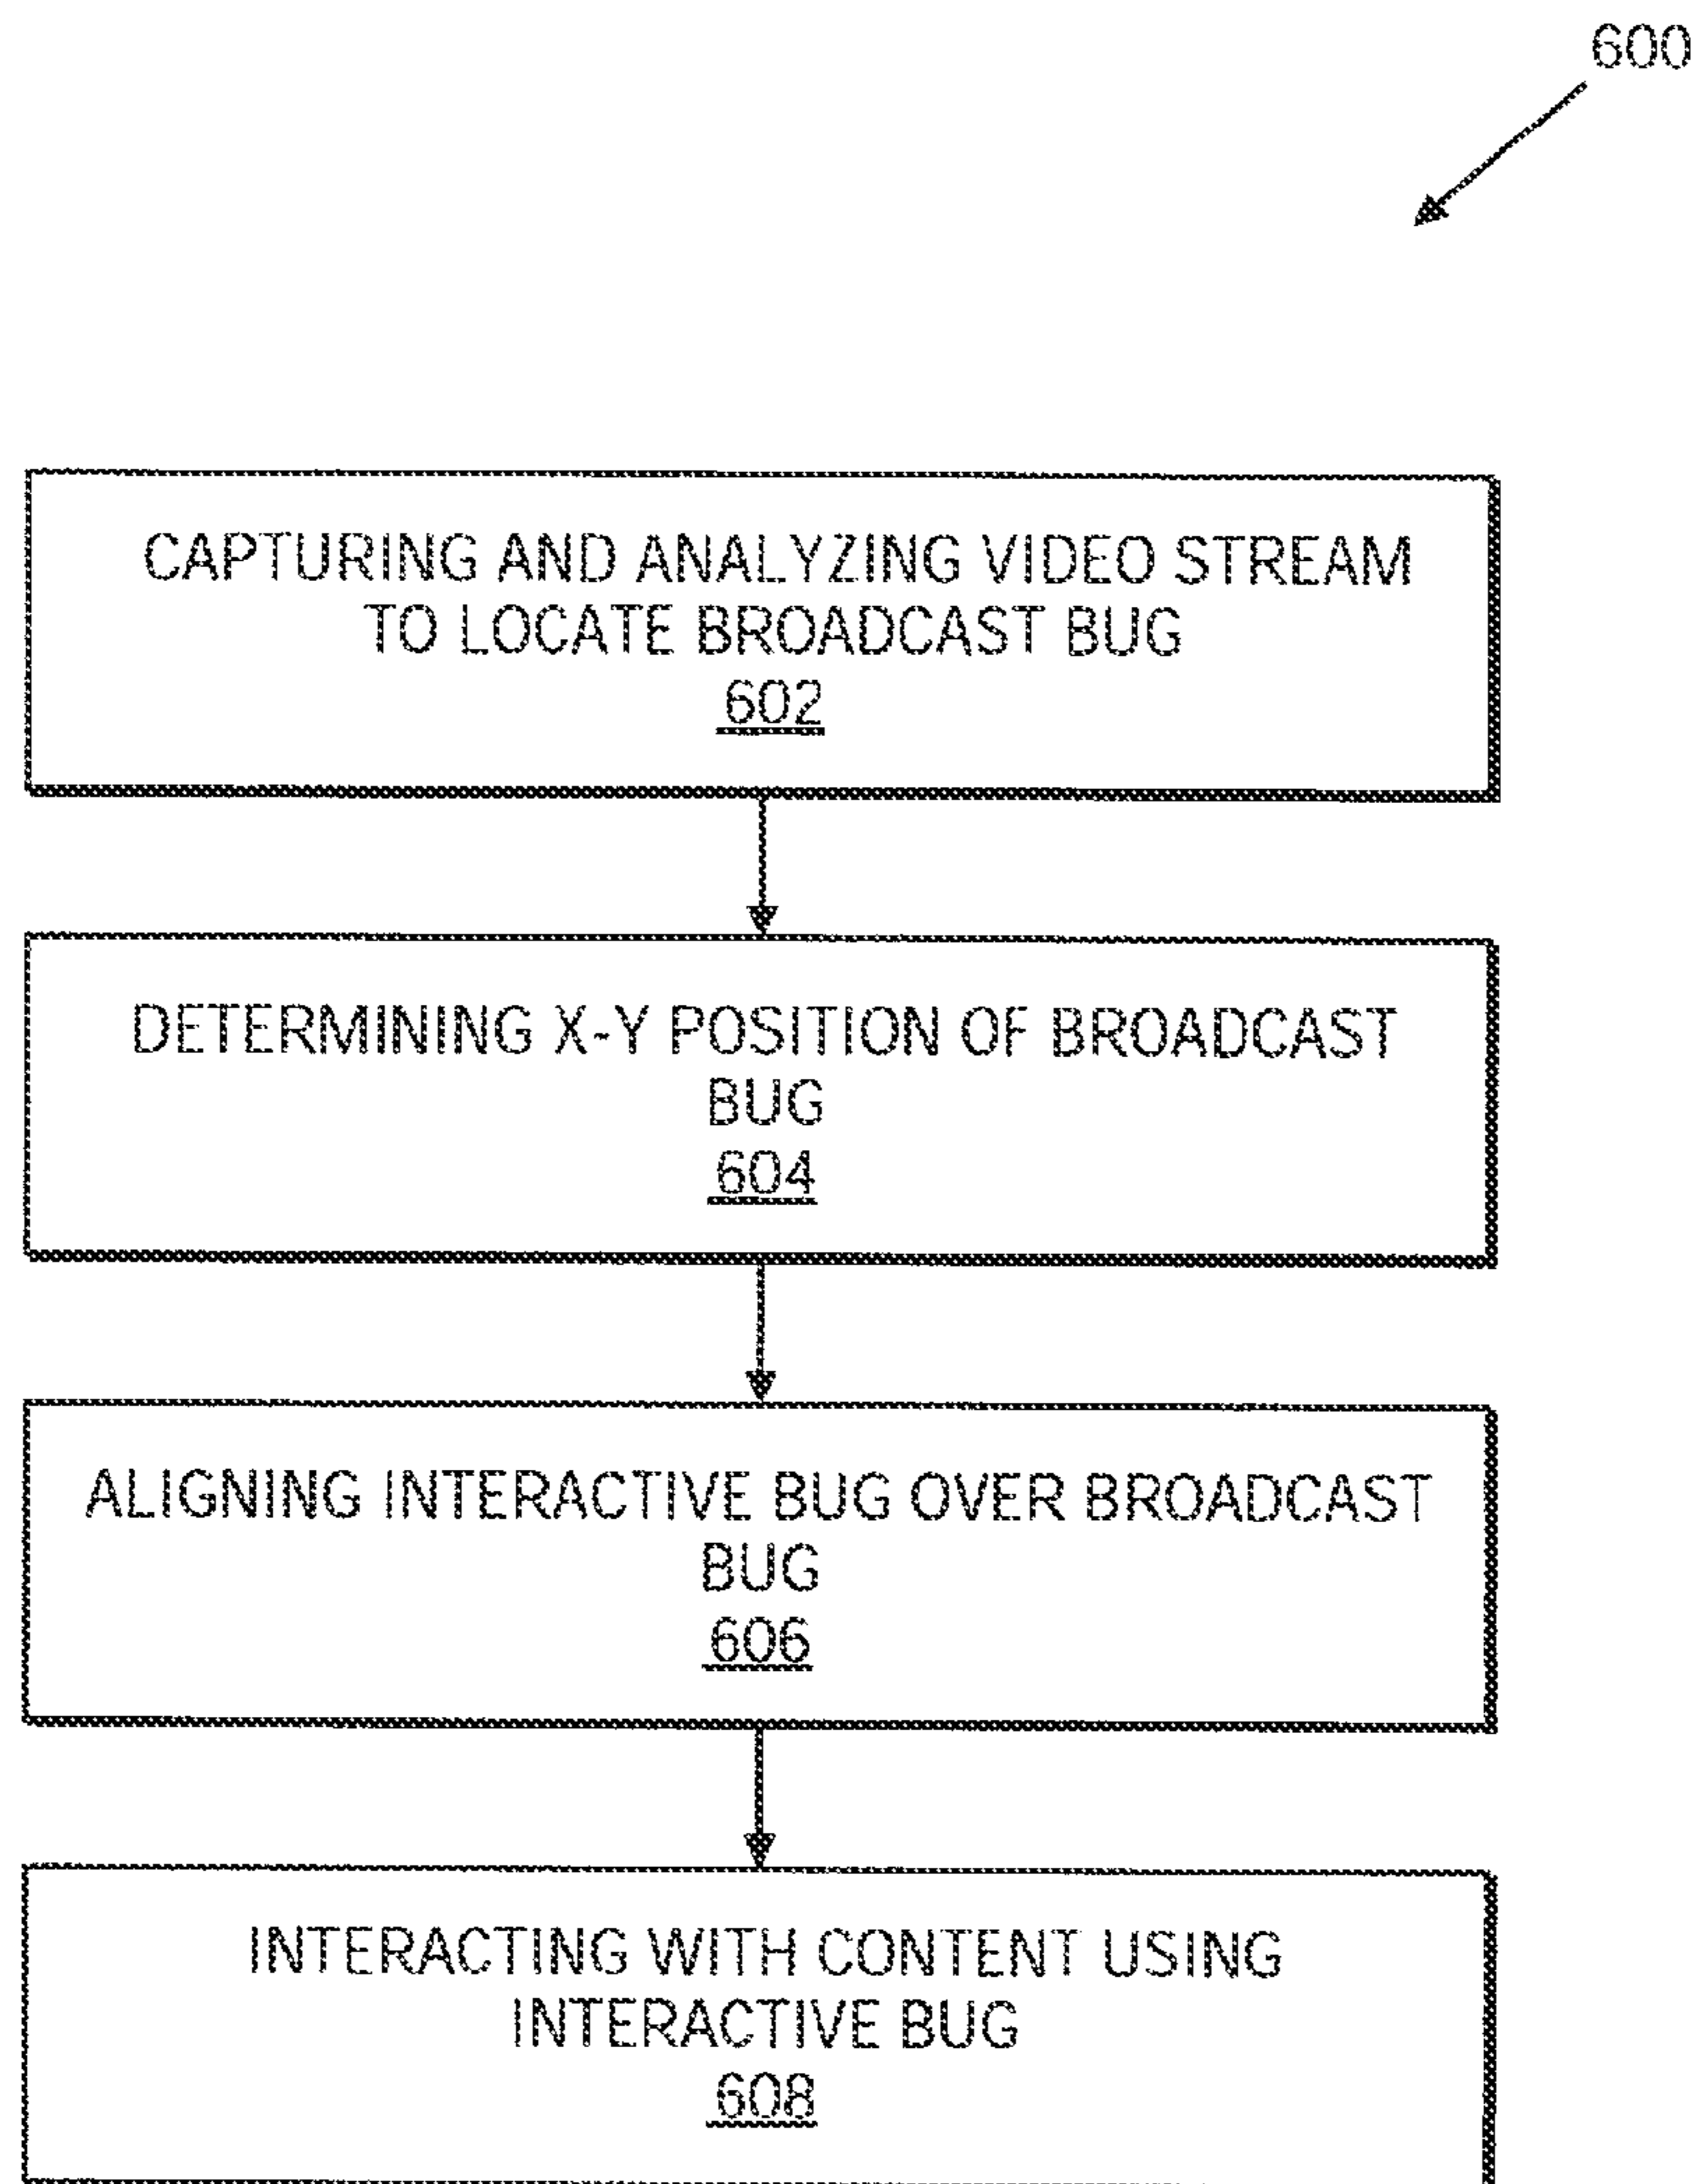 600
CAPTURING AND ANALYZING VIDEO STREAM
TO LOCATE BROADCAST BUG
602
DETERMINING X-Y POSITION OF BROADCAST
BUG
604
ALIGNING INTERACTIVE BUG OVER BROADCAST
BUG
606
INTERACTING WITH CONTENT USING
INTERACTIVE BUG
608